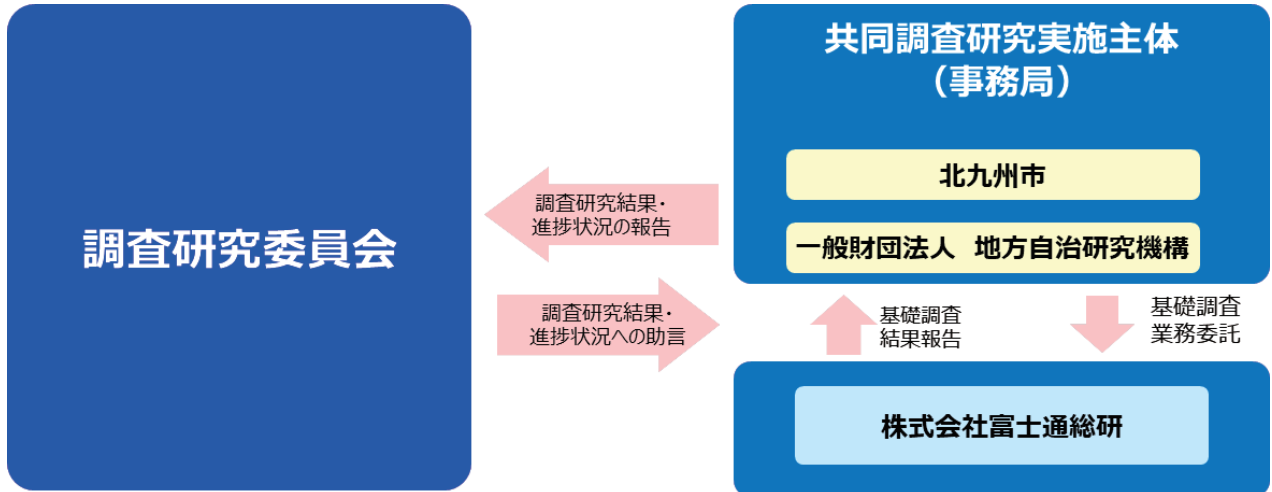 調査研究委員会
調査研究結果・
進捗状況の報告
調査研究結果・
進捗状況への助言
共同調査研究実施主体
（事務局）
北九州市
一般財団法人 地方自治研究機構
基礎調査
結果報告
基礎調査
業務委託
株式会社富士通総研